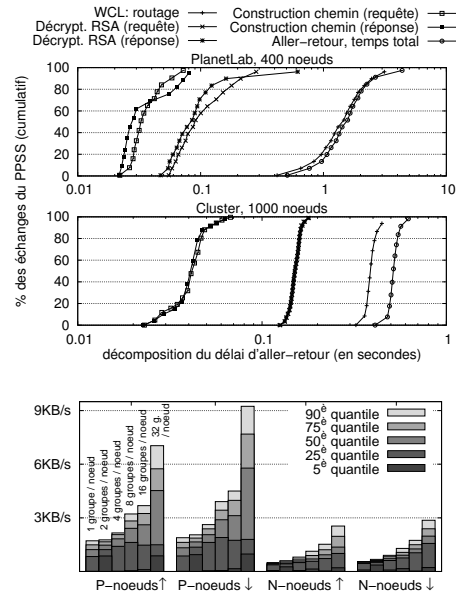 WCL: routage
Décrypt. RSA (requête)
Décrypt. RSA (réponse)
Construction chemin (requête)
Construction chemin (réponse)
Aller-retour, temps total
PlanetLab, 400 noeuds
100
80
60
40
20
0
0.01 0.1 1 10
% des échanges du PPSS (cumulatif)
Cluster, 1000 noeuds
100
80
60
40
20
0
0.01 0.1 1
décomposition du délai d'aller-retour (en secondes)
9KB/s
6KB/s
3KB/s
1 groupe / noeud
2 groupes / noeud
4 groupes / noeud
8 groupes / noeud
16 groupes / noeud
32 g. / noeud
90è quantile
75è quantile
50è quantile
25è quantile
5è quantile
P-noeuds↑ P-noeuds ↓ N-noeuds ↑ N-noeuds ↓